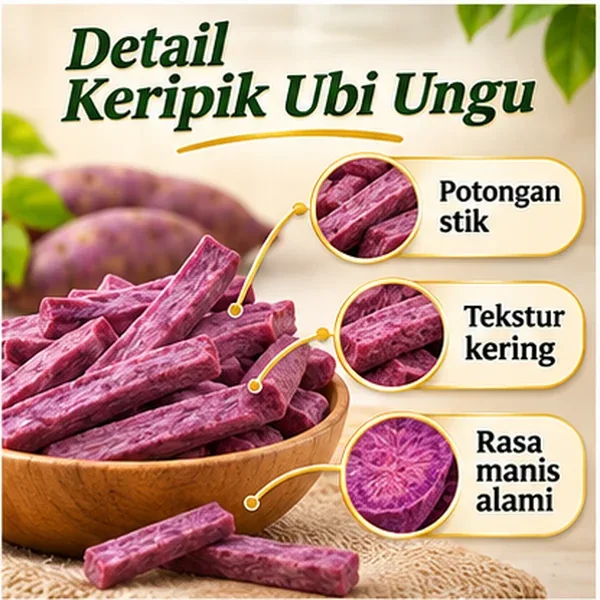 Detail
Keripik Ubi Ungu
Potongan
stik
Tekstur
kering
Rasa
manis
alami